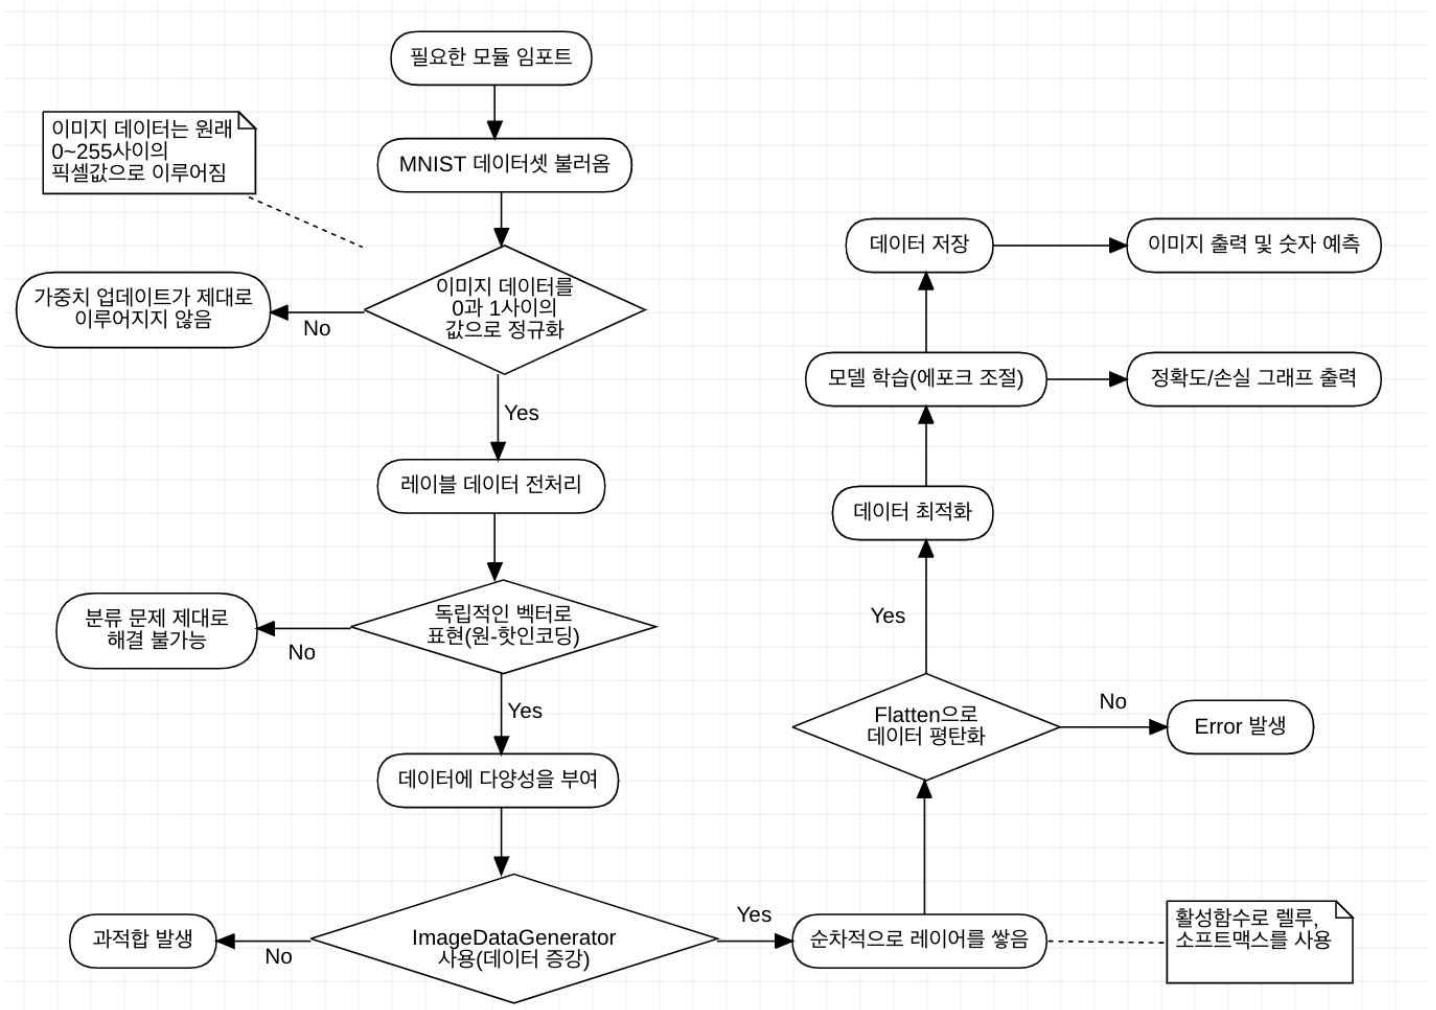 필요한 모듈 임포트
이미지 데이터는 원래
0~255사이의
픽셀값으로 이루어짐
MNIST 데이터셋 불러옴
이미지 데이터를
0과 1사이의
값으로 정규화
No
가중치 업데이트가 제대로
이루어지지 않음
Yes
레이블 데이터 전처리
독립적인 벡터로
표현(원-핫인코딩)
No
분류 문제 제대로
해결 불가능
Yes
데이터에 다양성을 부여
ImageDataGenerator
사용(데이터 증강)
No
과적합 발생
Yes
순차적으로 레이어를 쌓음
활성함수로 렐루,
소프트맥스를 사용
Flatten으로
데이터 평탄화
No
Error 발생
Yes
데이터 최적화
모델 학습(에포크 조절)
정확도/손실 그래프 출력
데이터 저장
이미지 출력 및 숫자 예측